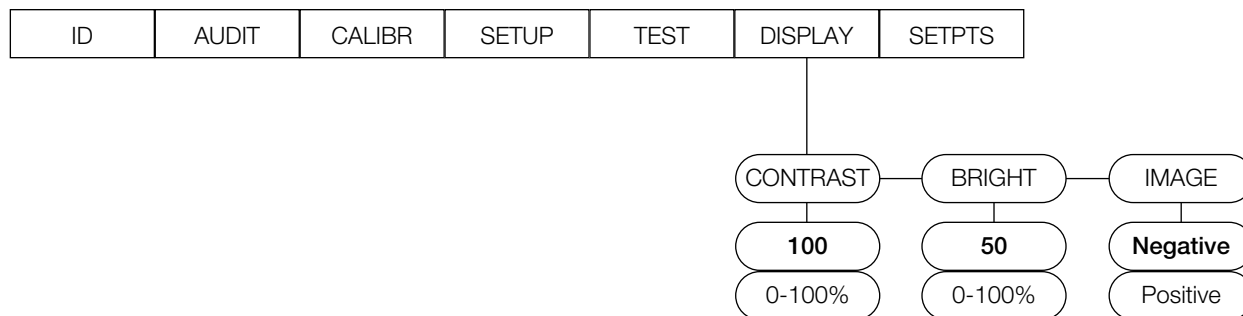 ID AUDIT CALIBR SETUP TEST DISPLAY SETPTS
CONTRAST BRIGHT IMAGE
100 50 Negative
0-100% 0-100% Positive